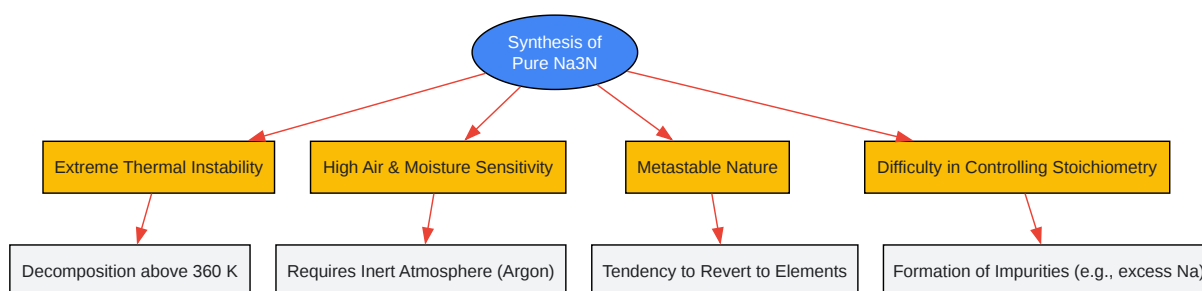 Synthesis of
Pure Na3N
Extreme Thermal Instability
High Air & Moisture Sensitivity
Metastable Nature
Difficulty in Controlling Stoichiometry
Decomposition above 360 K
Requires Inert Atmosphere (Argon)
Tendency to Revert to Elements
Formation of Impurities (e.g., excess Na)